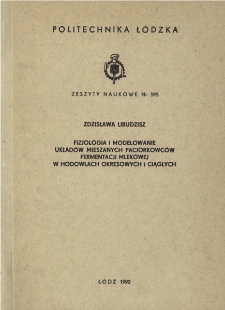 POLITECHNIKA ŁÓDZKA
ZESZYTY NAUKOWE Nr 595
ZDZISŁAWA LIBUDZISZ
FIZJOLOGIA I MODELOWANIE
UKŁADÓW MIESZANYCH PACIORKOWCÓW
FERMENTACJI MLEKOWEJ
W HODOWLACH OKRESOWYCH I CIĄGŁYCH
ŁÓDŹ 1990